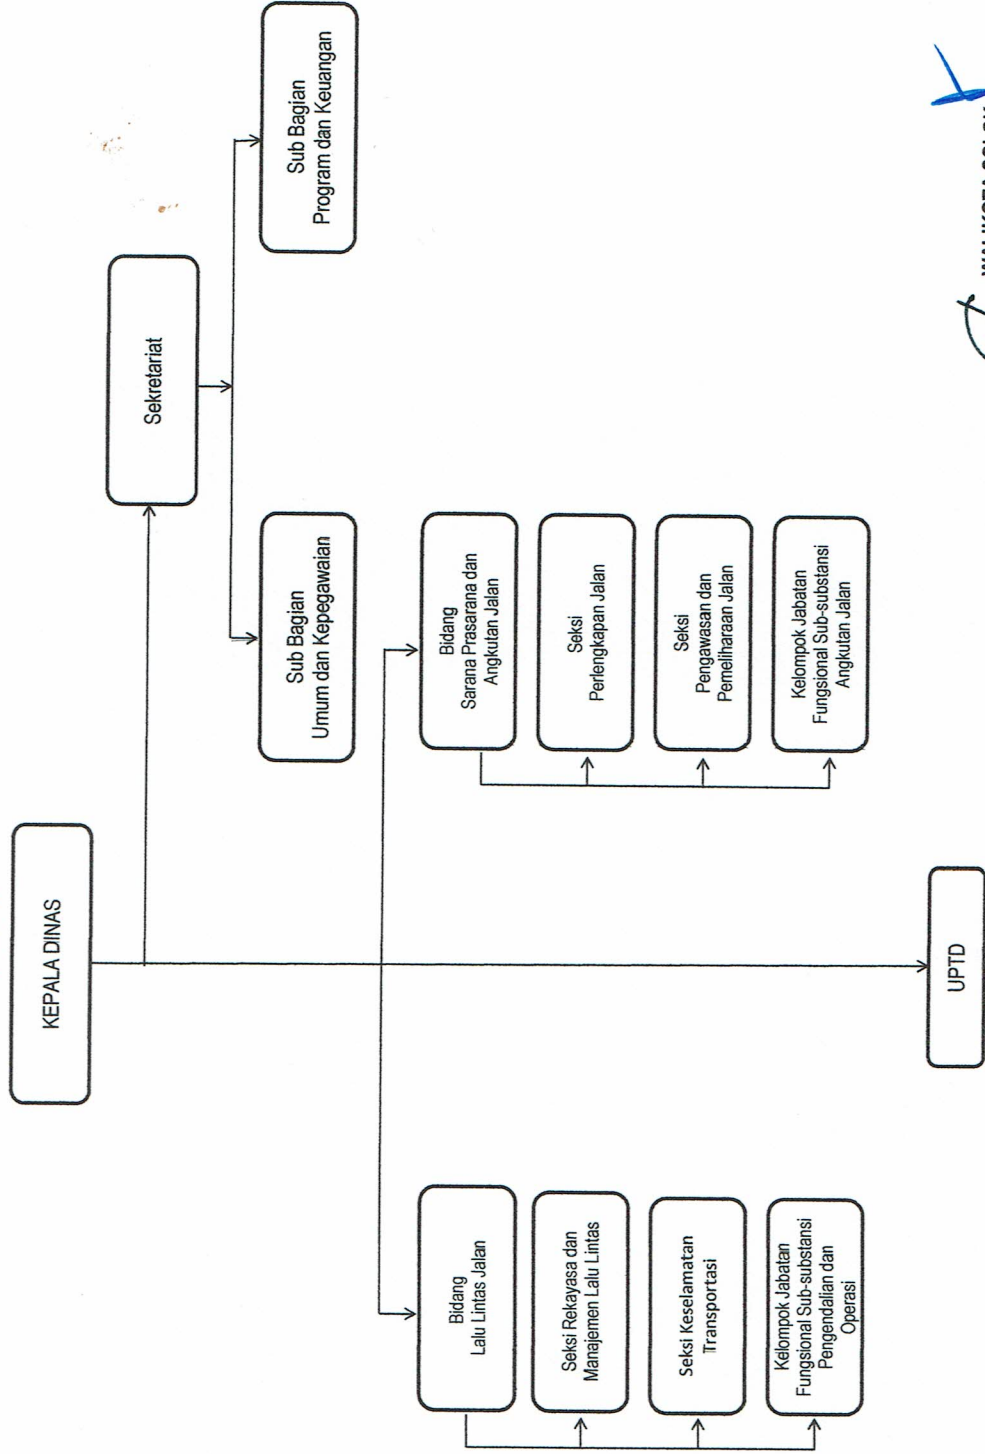 KEPALA DINAS
Sekretariat
Sub Bagian
Umum dan Kepegawaian
Sub Bagian
Program dan Keuangan
Bidang
Lalu Lintas Jalan
Seksi Rekayasa dan
Manajemen Lalu Lintas
Seksi Keselamatan
Transportasi
Kelompok Jabatan
Fungsional Sub-substansi
Pengendalian dan
Operasi
Bidang
Sarana Prasarana dan
Angkutan Jalan
Seksi
Perlengkapan Jalan
Seksi
Pengawasan dan
Pemeliharaan Jalan
Kelompok Jabatan
Fungsional Sub-substansi
Angkutan Jalan
UPTD